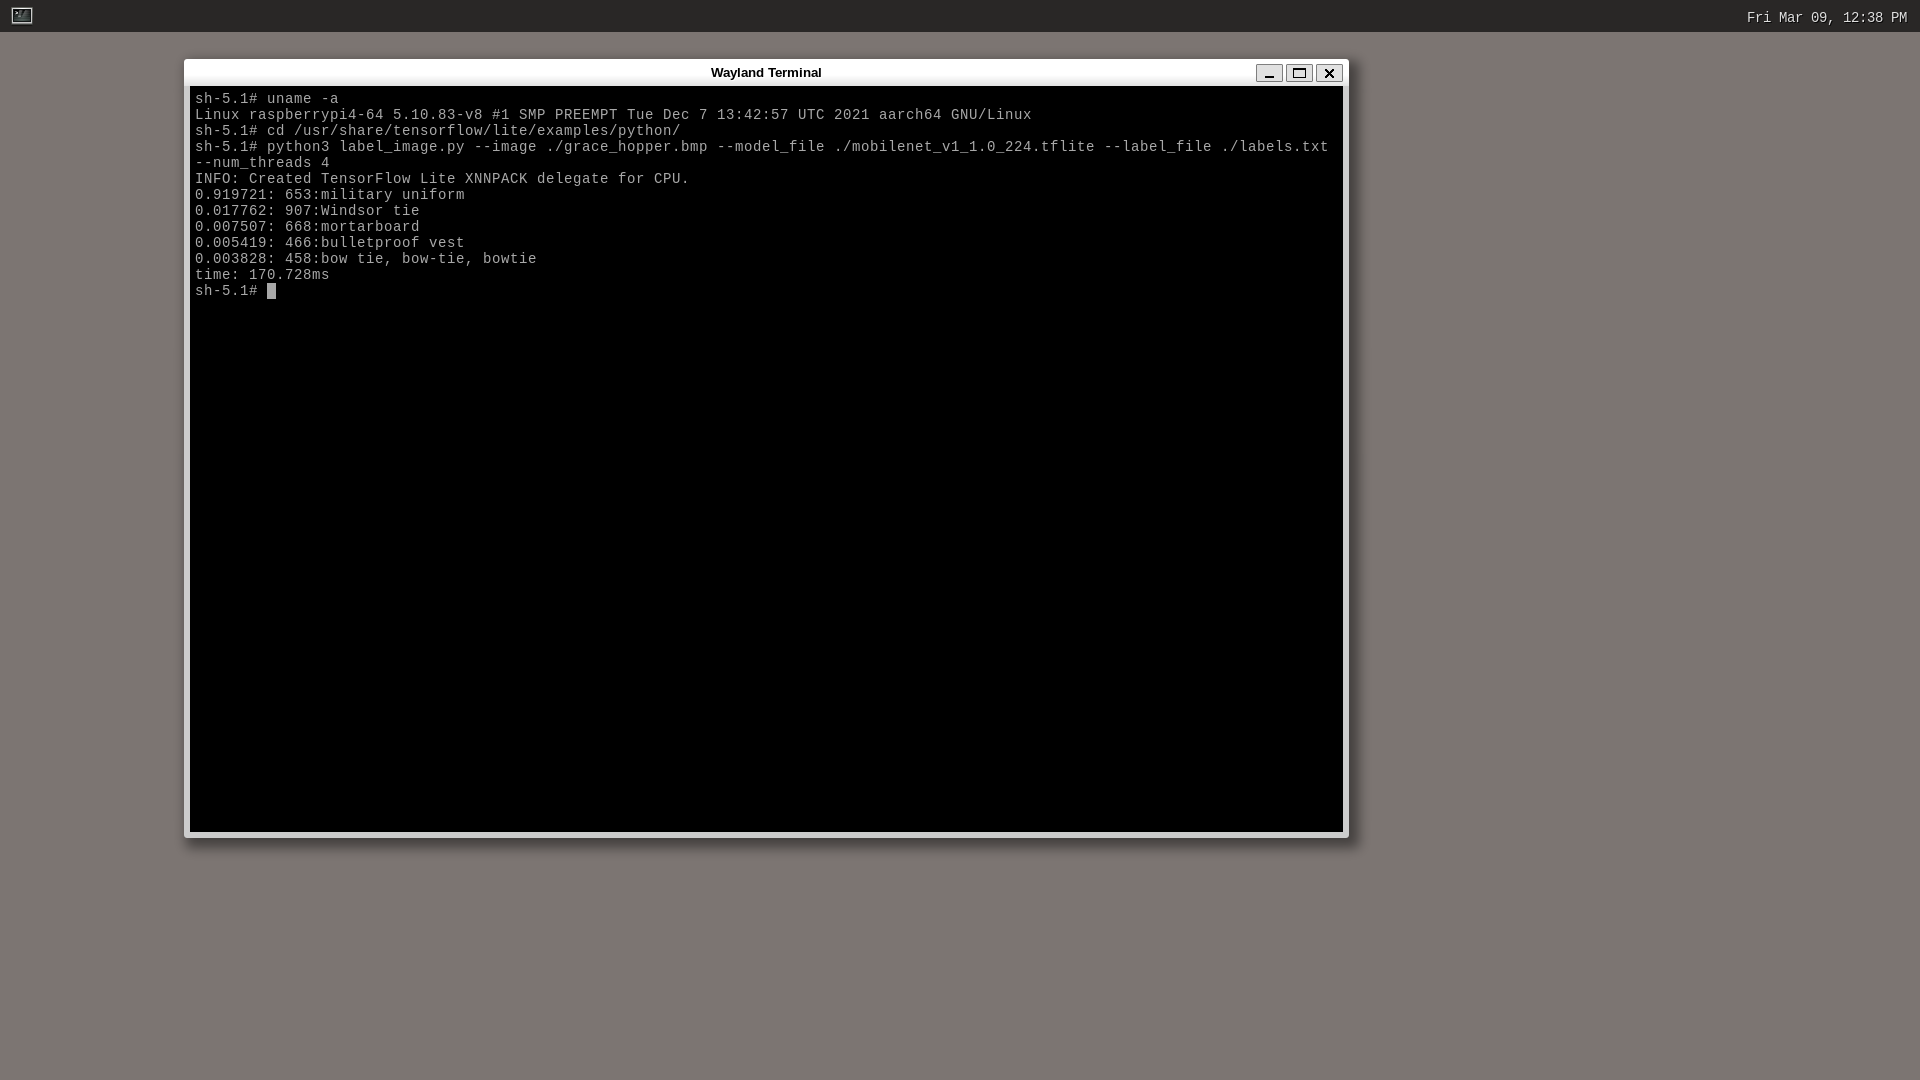 Fri Mar 09, 12:38 PM
Wayland Terminal
sh-5.1# uname -a
Linux raspberrypi4-64 5.10.83-v8 #1 SMP PREEMPT Tue Dec 7 13:42:57 UTC 2021 aarch64 GNU/Linux
sh-5.1# cd /usr/share/tensorflow/lite/examples/python/
sh-5.1# python3 label_image.py --image ./grace_hopper.bmp --model_file ./mobilenet_v1_1.0_224.tflite --label_file ./labels.txt
--num_threads 4
INFO: Created TensorFlow Lite XNNPACK delegate for CPU.
0.919721: 653:military uniform
0.017762: 907:Windsor tie
0.007507: 668:mortarboard
0.005419: 466:bulletproof vest
0.003828: 458:bow tie, bow-tie, bowtie
time: 170.728ms
sh-5.1#